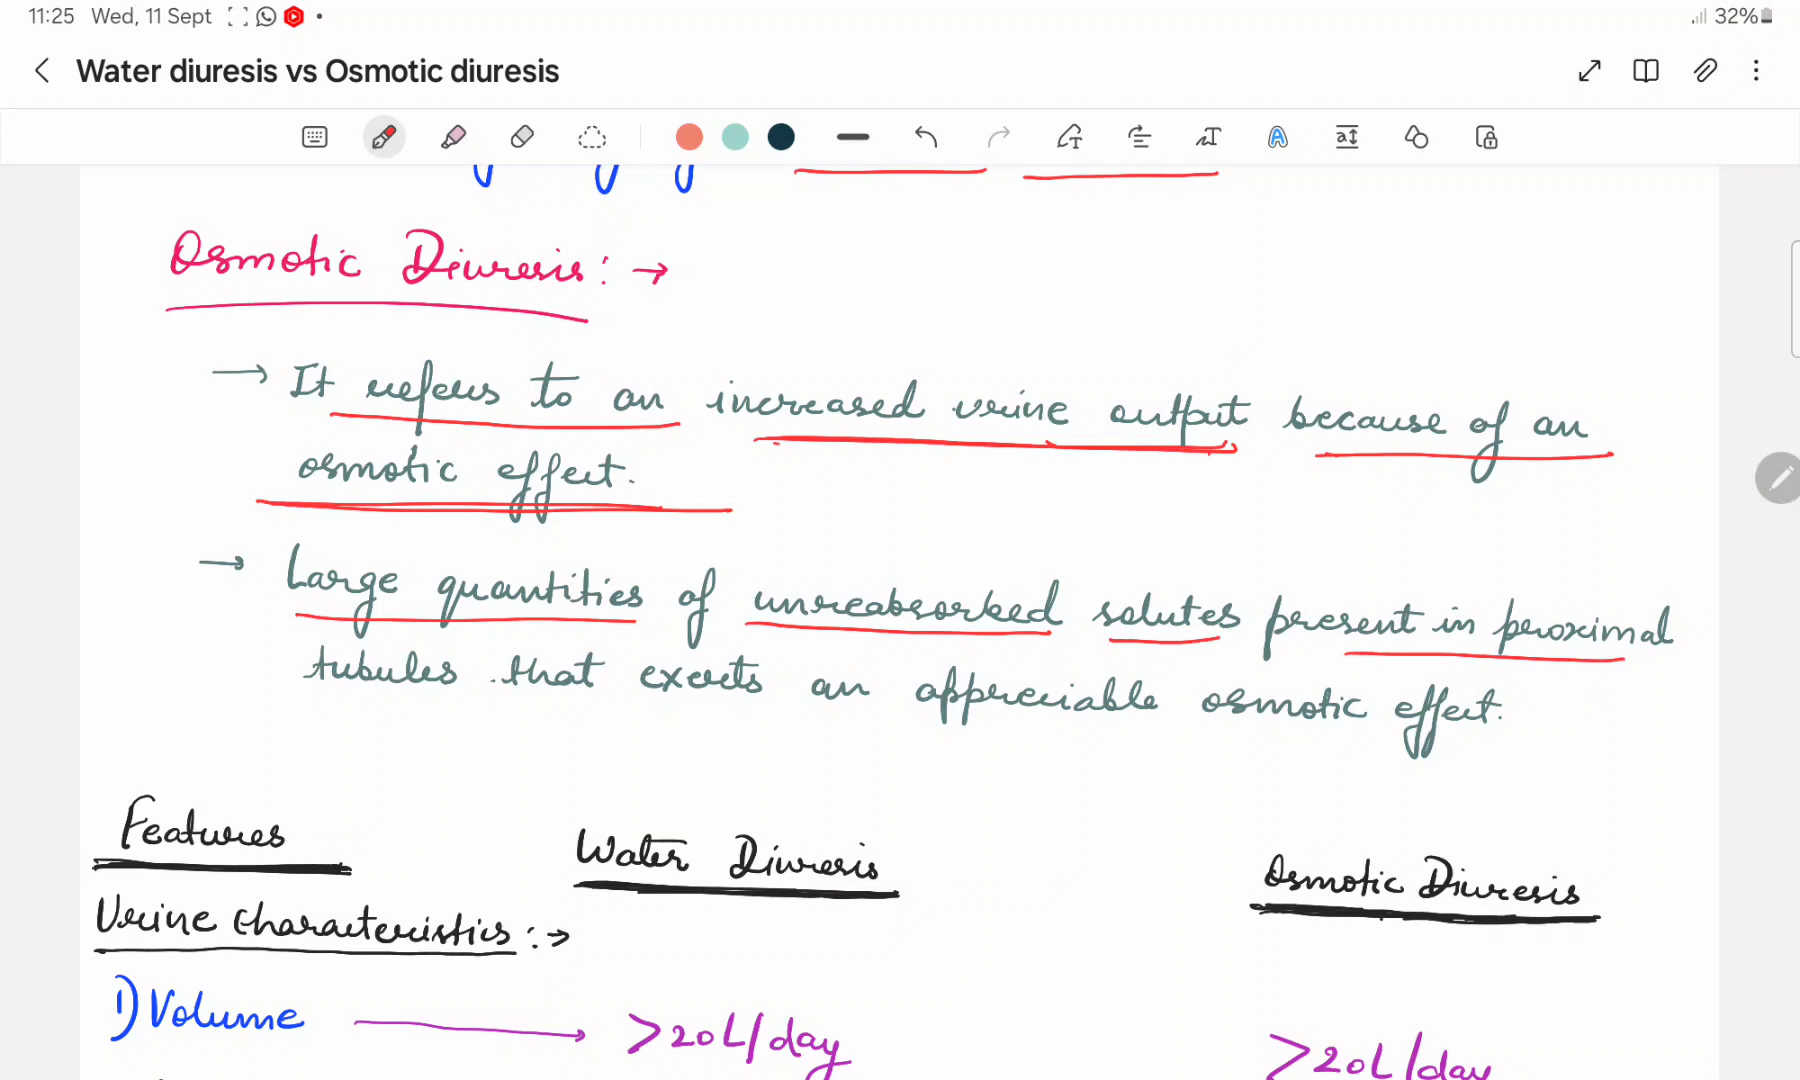 11:25 Wed, 11 Sept 32%
Water diuresis vs Osmotic diuresis
Osmotic Diuresis: →
→ It refers to an increased urine output because of an
osmotic effect.
→ Large quantities of unreabsorbed solutes present in proximal
tubules that exerts an appreciable osmotic effect.
Features Water Diuresis Osmotic Diuresis
Urine Characteristics :→
1) Volume → >20L/day >20L/day